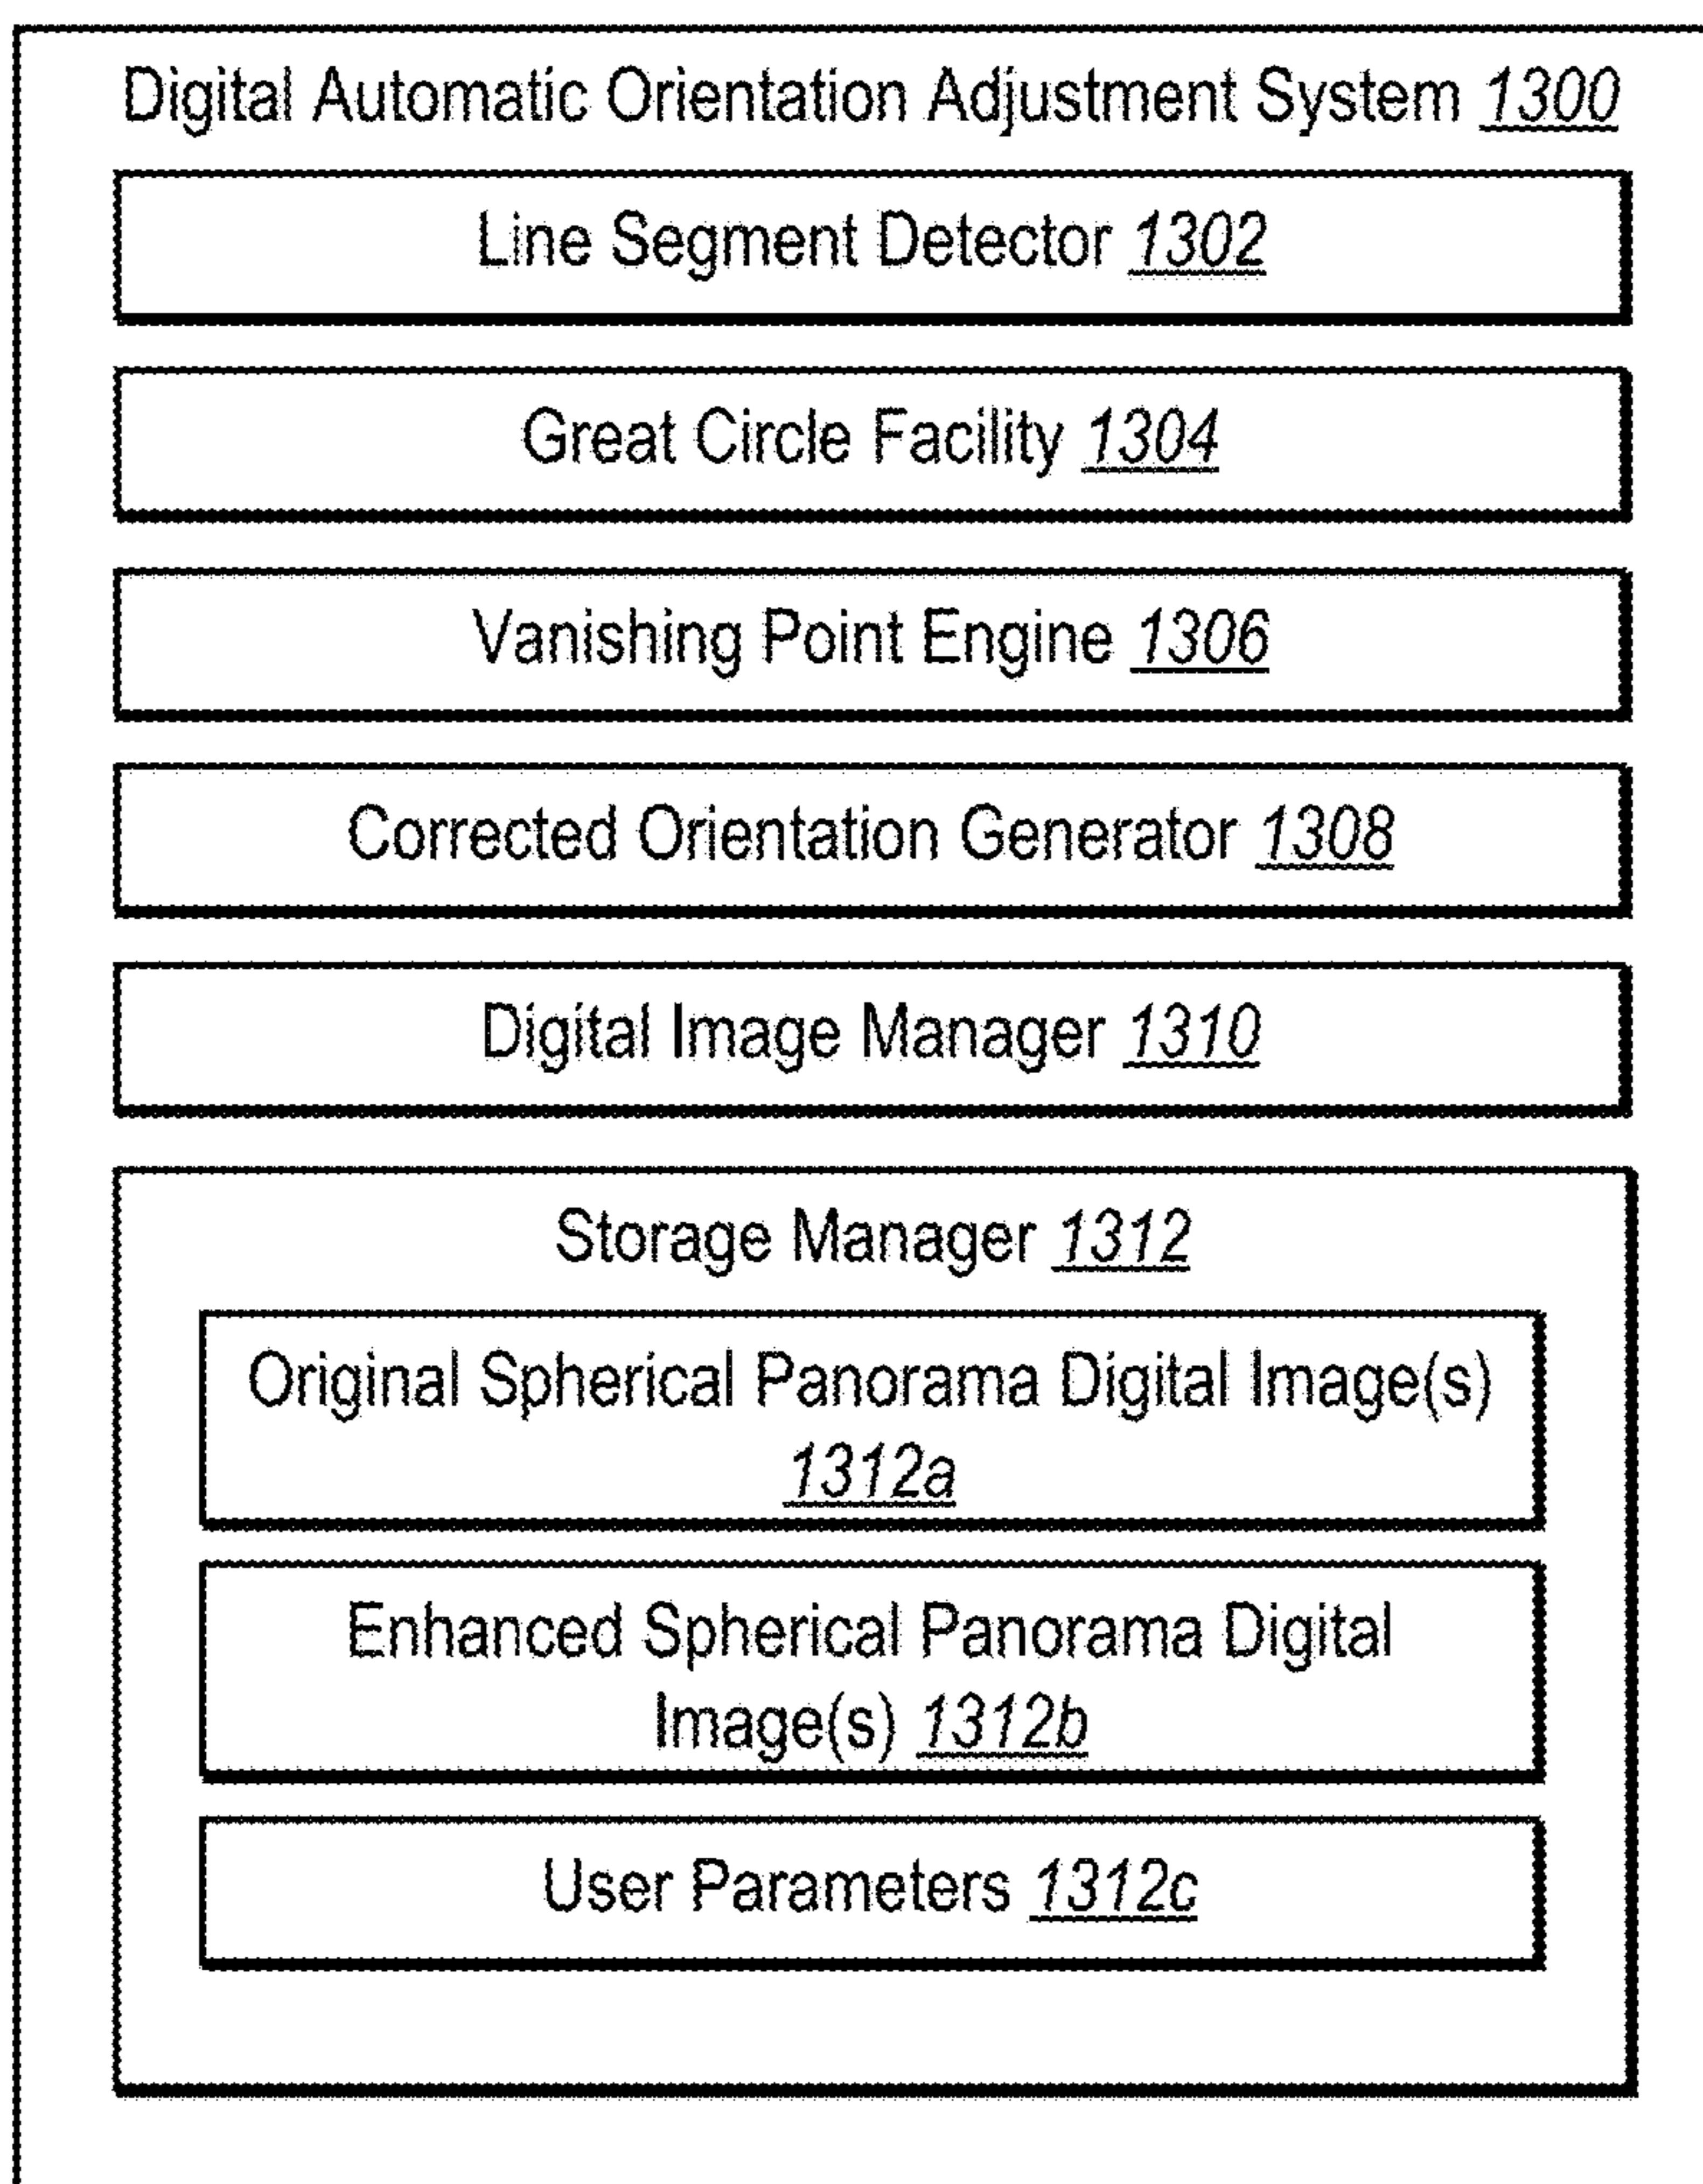 Digital Automatic Orientation Adjustment System 1300
Line Segment Detector 1302
Great Circle Facility 1304
Vanishing Point Engine 1306
Corrected Orientation Generator 1308
Digital Image Manager 1310
Storage Manager 1312
Original Spherical Panorama Digital Image(s)
1312a
Enhanced Spherical Panorama Digital
Image(s) 1312b
User Parameters 1312c